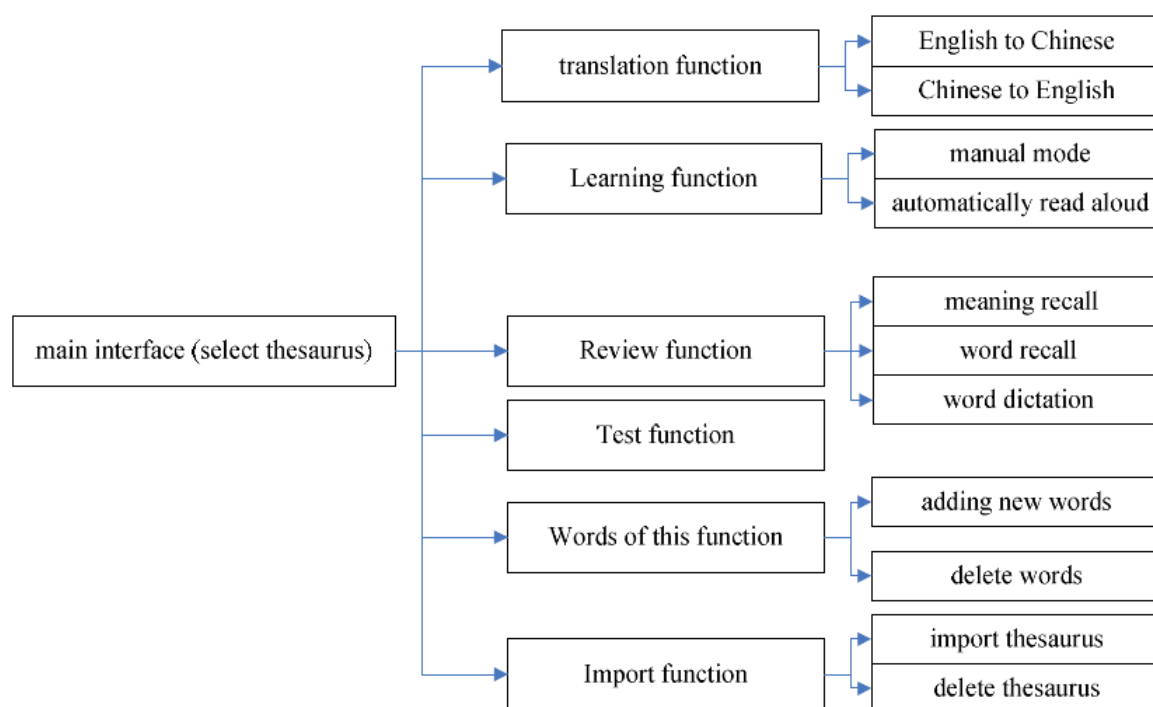 main interface (select thesaurus)
translation function
English to Chinese
Chinese to English
Learning function
manual mode
automatically read aloud
Review function
meaning recall
word recall
word dictation
Test function
Words of this function
adding new words
delete words
Import function
import thesaurus
delete thesaurus